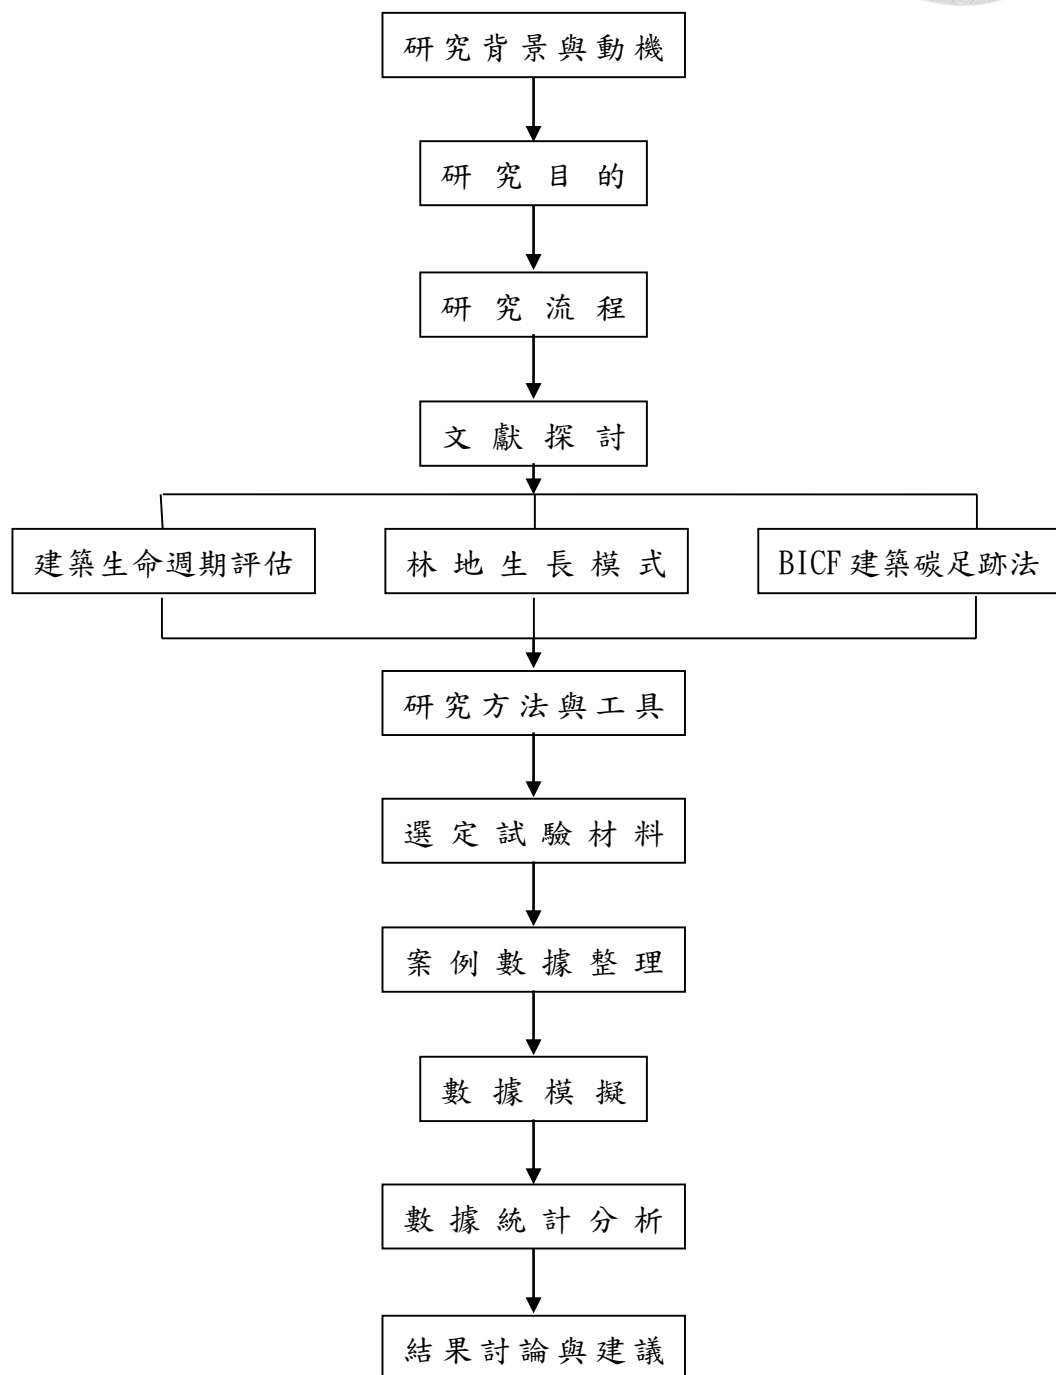 研究背景與動機
研究目的
研究流程
文獻探討
建築生命週期評估
林地生長模式
BICF建築碳足跡法
研究方法與工具
選定試驗材料
案例數據整理
數據模擬
數據統計分析
結果討論與建議